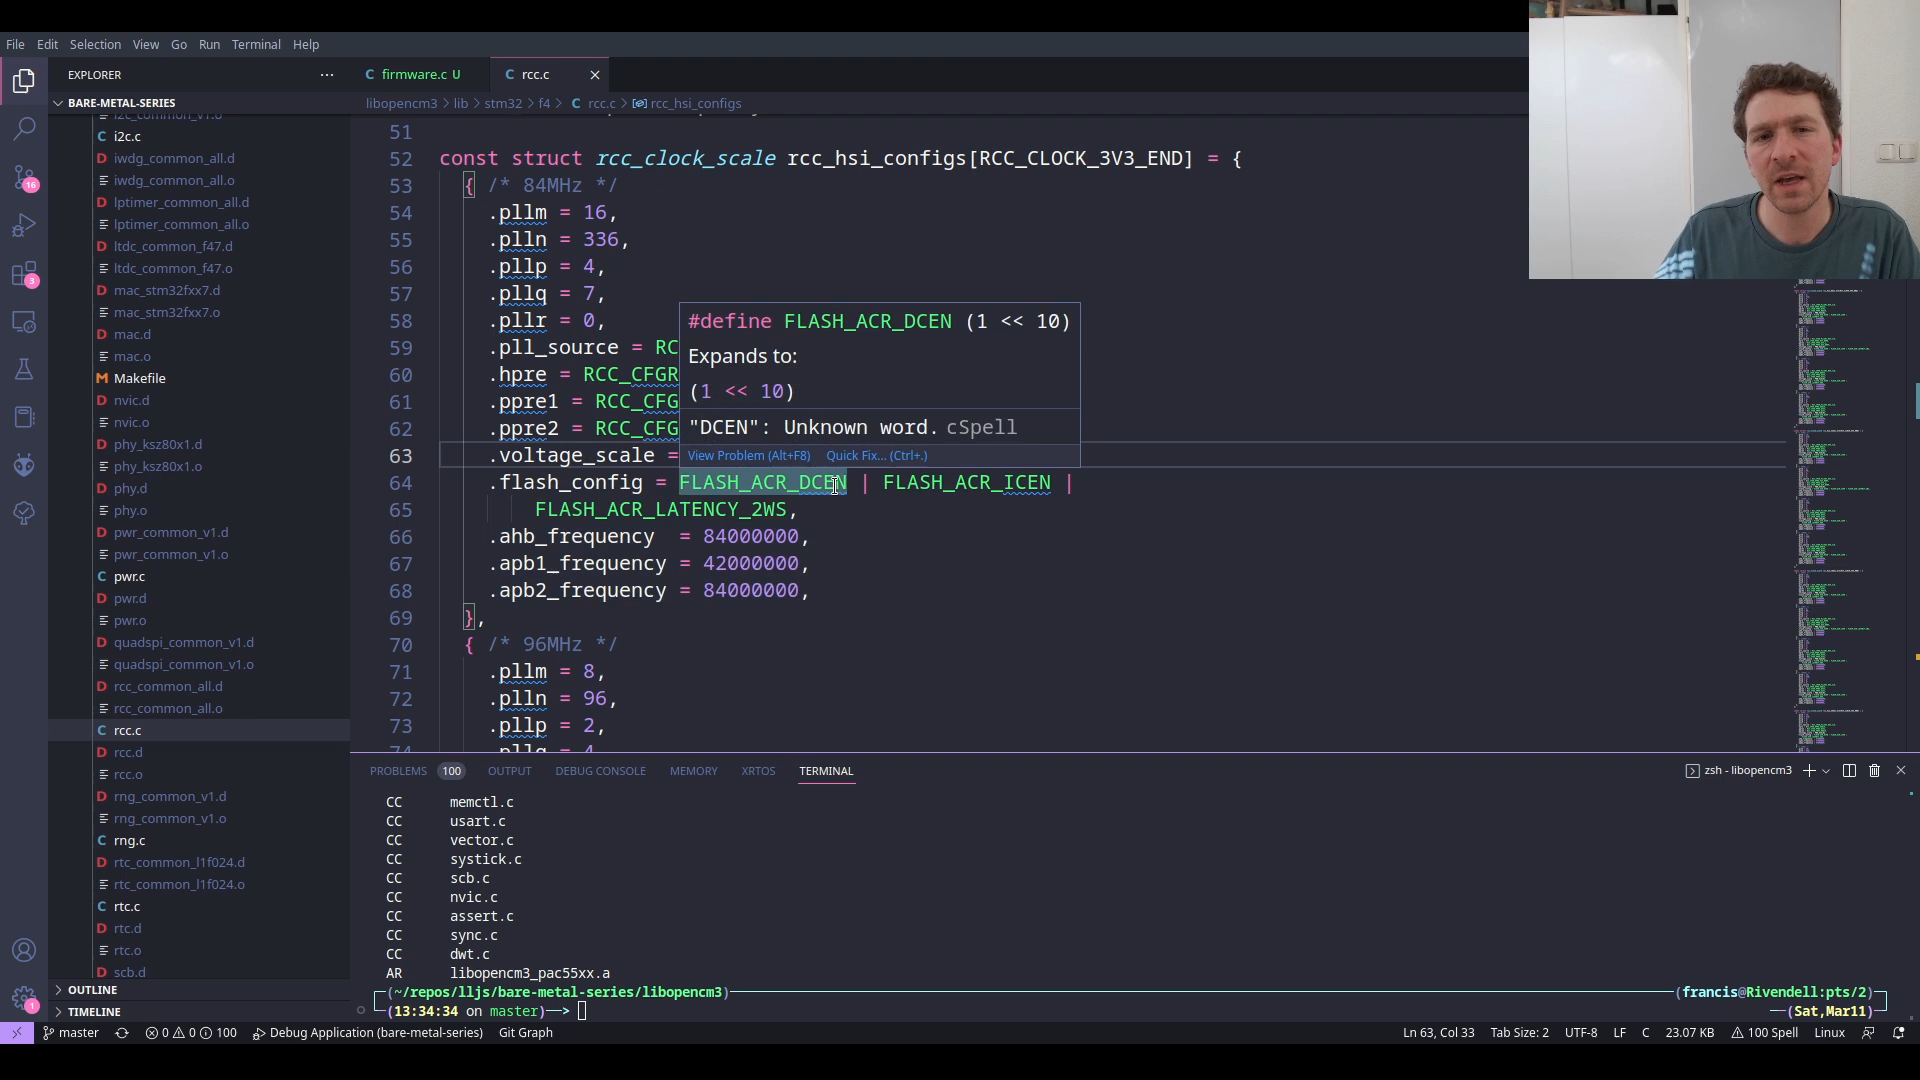 File Edit Selection View Go Run Terminal Help
EXPLORER
firmware.c U
rcc.c
BARE-METAL-SERIES
libopencm3 > lib > stm32 > f4 > rcc.c > rcc_hsi_configs
i2c_common_v1.o
i2c.c
iwdg_common_all.d
iwdg_common_all.o
lptimer_common_all.d
lptimer_common_all.o
ltdc_common_f47.d
ltdc_common_f47.o
mac_stm32fxx7.d
mac_stm32fxx7.o
mac.d
mac.o
Makefile
nvic.d
nvic.o
phy_ksz80x1.d
phy_ksz80x1.o
phy.d
phy.o
pwr_common_v1.d
pwr_common_v1.o
pwr.c
pwr.d
pwr.o
quadspi_common_v1.d
quadspi_common_v1.o
rcc_common_all.d
rcc_common_all.o
rcc.c
rcc.d
rcc.o
rng_common_v1.d
rng_common_v1.o
rng.c
rtc_common_l1f024.d
rtc_common_l1f024.o
rtc.c
rtc.d
rtc.o
scb.d
OUTLINE
TIMELINE
16
3
1
51
52 const struct rcc_clock_scale rcc_hsi_configs[RCC_CLOCK_3V3_END] = {
53 { /* 84MHz */
54 .pllm = 16,
55 .plln = 336,
56 .pllp = 4,
57 .pllq = 7,
58 .pllr = 0,
59 .pll_source = RC
60 .hpre = RCC_CFGR
61 .ppre1 = RCC_CFG
62 .ppre2 = RCC_CFG
63 .voltage_scale =
64 .flash_config = FLASH_ACR_DCEN | FLASH_ACR_ICEN |
65 FLASH_ACR_LATENCY_2WS,
66 .ahb_frequency = 84000000,
67 .apb1_frequency = 42000000,
68 .apb2_frequency = 84000000,
69 },
70 { /* 96MHz */
71 .pllm = 8,
72 .plln = 96,
73 .pllp = 2,
74 .pllq = 4
#define FLASH_ACR_DCEN (1 << 10)
Expands to:
(1 << 10)
"DCEN": Unknown word. cSpell
View Problem (Alt+F8) Quick Fix... (Ctrl+.)
PROBLEMS 100 OUTPUT DEBUG CONSOLE MEMORY XRTOS TERMINAL
zsh - libopencm3
CC memctl.c
CC usart.c
CC vector.c
CC systick.c
CC scb.c
CC nvic.c
CC assert.c
CC sync.c
CC dwt.c
AR libopencm3_pac55xx.a
(~/repos/lljs/bare-metal-series/libopencm3) (francis@Rivendell:pts/2)
(13:34:34 on master)──> (Sat,Mar11)
master 0 0 100 Debug Application (bare-metal-series) Git Graph
Ln 63, Col 33 Tab Size: 2 UTF-8 LF C 23.07 KB 100 Spell Linux